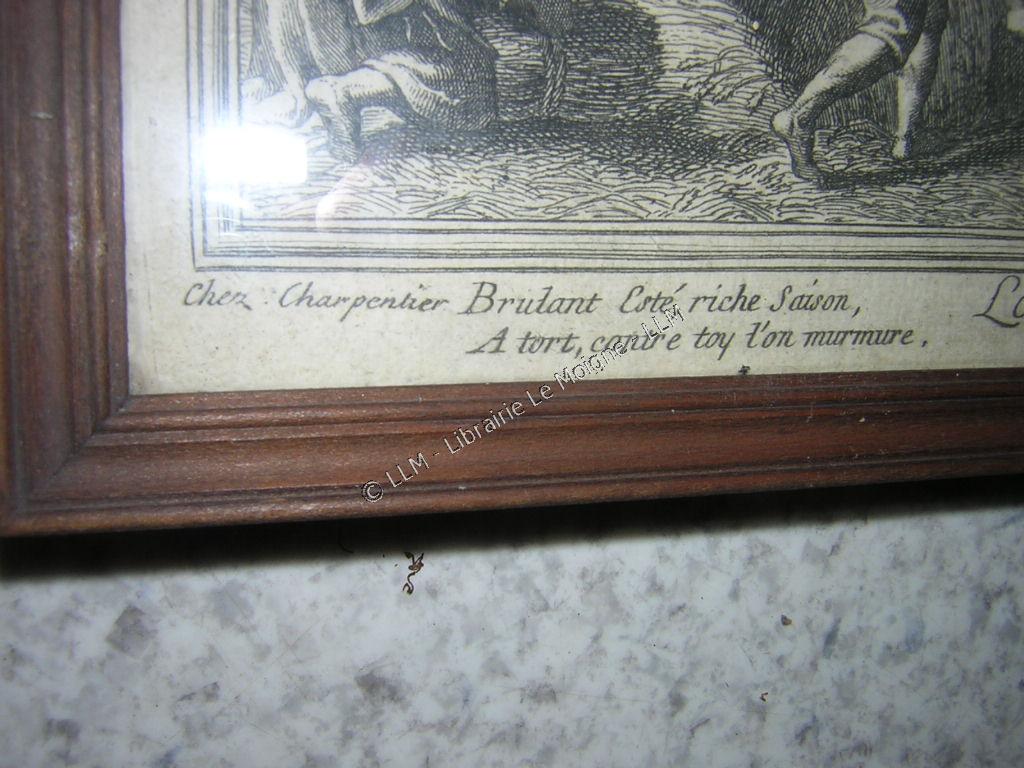 Chez Charpentier Brulant Esté, riche Saison,
A tort, contre toy l'on murmure,
© LLM - Librairie Le Moigne - LLM